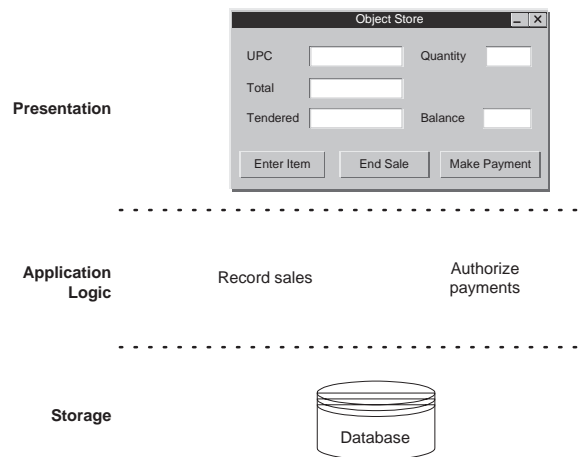 Object Store
UPC
Quantity
Total
Presentation
Tendered
Balance
Enter Item
End Sale
Make Payment
Application
Logic
Record sales
Authorize
payments
Storage
Database